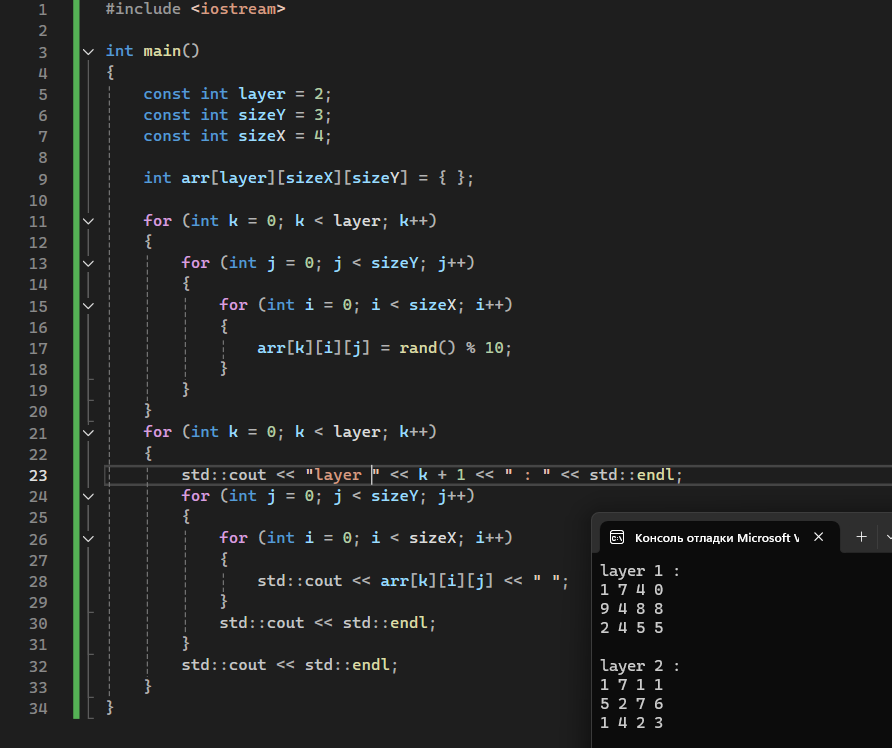 1 #include <iostream>
2
3 int main()
4 {
5 const int layer = 2;
6 const int sizeY = 3;
7 const int sizeX = 4;
8
9 int arr[layer][sizeX][sizeY] = { };
10
11 for (int k = 0; k < layer; k++)
12 {
13 for (int j = 0; j < sizeY; j++)
14 {
15 for (int i = 0; i < sizeX; i++)
16 {
17 arr[k][i][j] = rand() % 10;
18 }
19 }
20 }
21 for (int k = 0; k < layer; k++)
22 {
23 std::cout << "layer " << k + 1 << " : " << std::endl;
24 for (int j = 0; j < sizeY; j++)
25 {
26 for (int i = 0; i < sizeX; i++)
27 {
28 std::cout << arr[k][i][j] << " ";
29 }
30 std::cout << std::endl;
31 }
32 std::cout << std::endl;
33 }
34 }
Консоль отладки Microsoft V
layer 1 :
1 7 4 0
9 4 8 8
2 4 5 5
layer 2 :
1 7 1 1
5 2 7 6
1 4 2 3